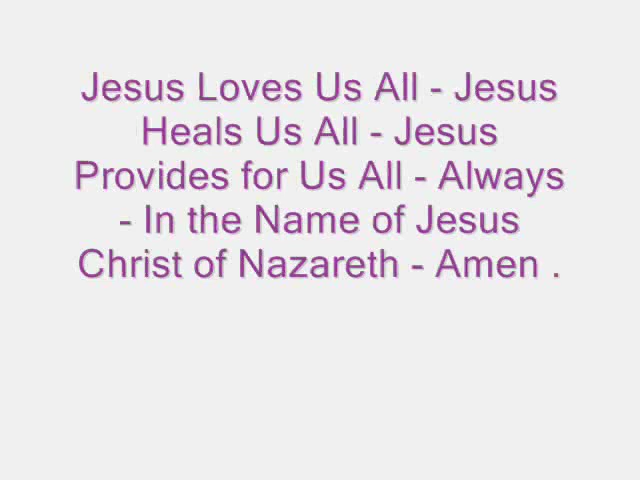 Jesus Loves Us All - Jesus
Heals Us All - Jesus
Provides for Us All - Always
- In the Name of Jesus
Christ of Nazareth - Amen .